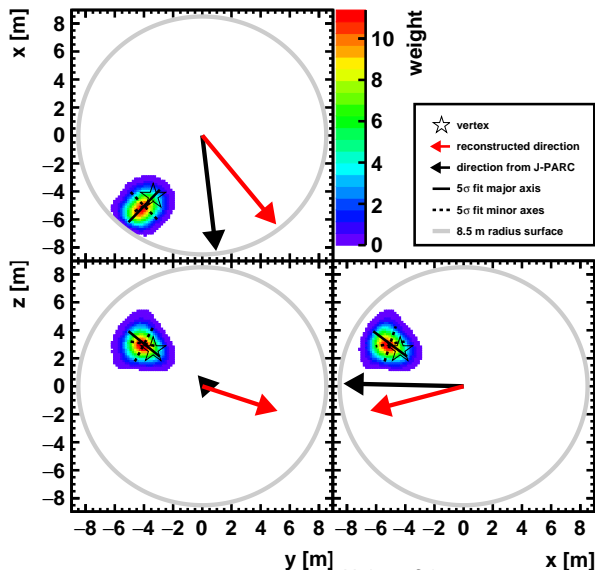 x [m]
8
6
4
2
0
−2
−4
−6
−8
10
8
6
4
2
0
weight
vertex
reconstructed direction
direction from J-PARC
5σ fit major axis
5σ fit minor axes
8.5 m radius surface
z [m]
8
6
4
2
0
−2
−4
−6
−8
−8 −6 −4 −2 0 2 4 6 8
y [m]
−8 −6 −4 −2 0 2 4 6 8
x [m]